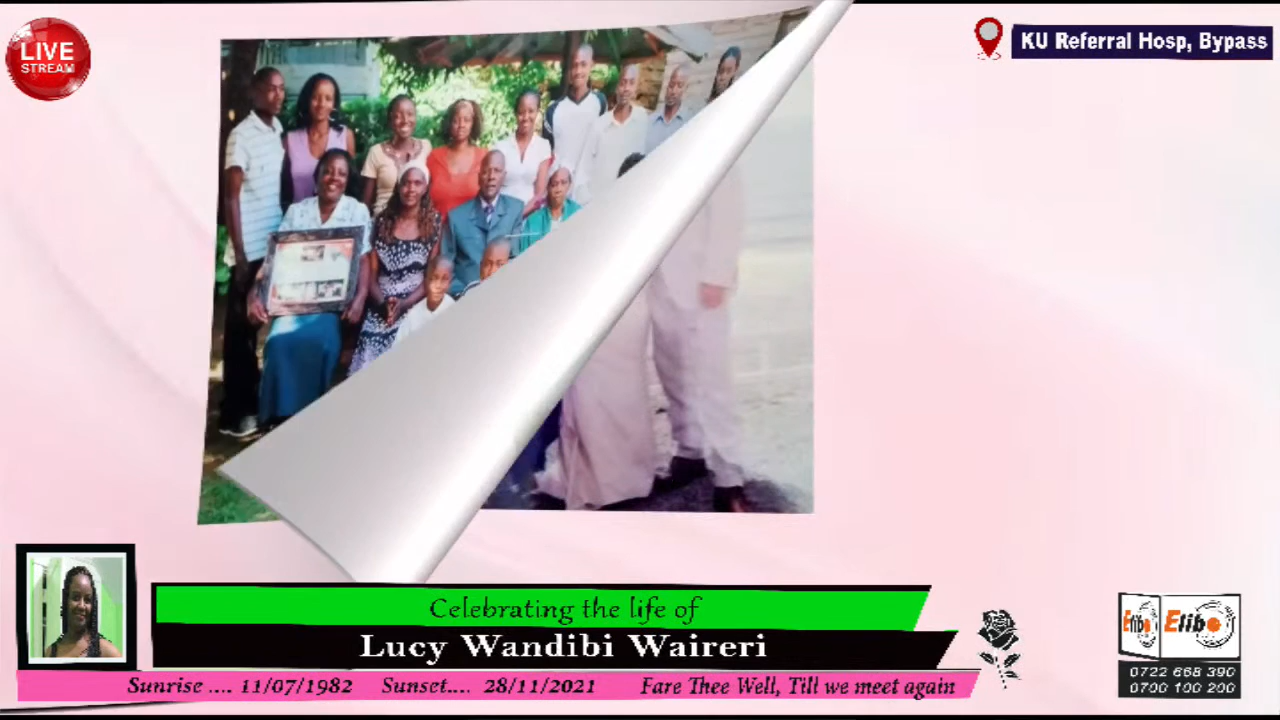 LIVE
STREAM
KU Referral Hosp, Bypass
Celebrating the life of
Lucy Wandibi Waireri
Sunrise .... 11/07/1982 Sunset.... 28/11/2021 Fare Thee Well, Till we meet again
Elibo Elibo
0722 668 390
0700 100 200